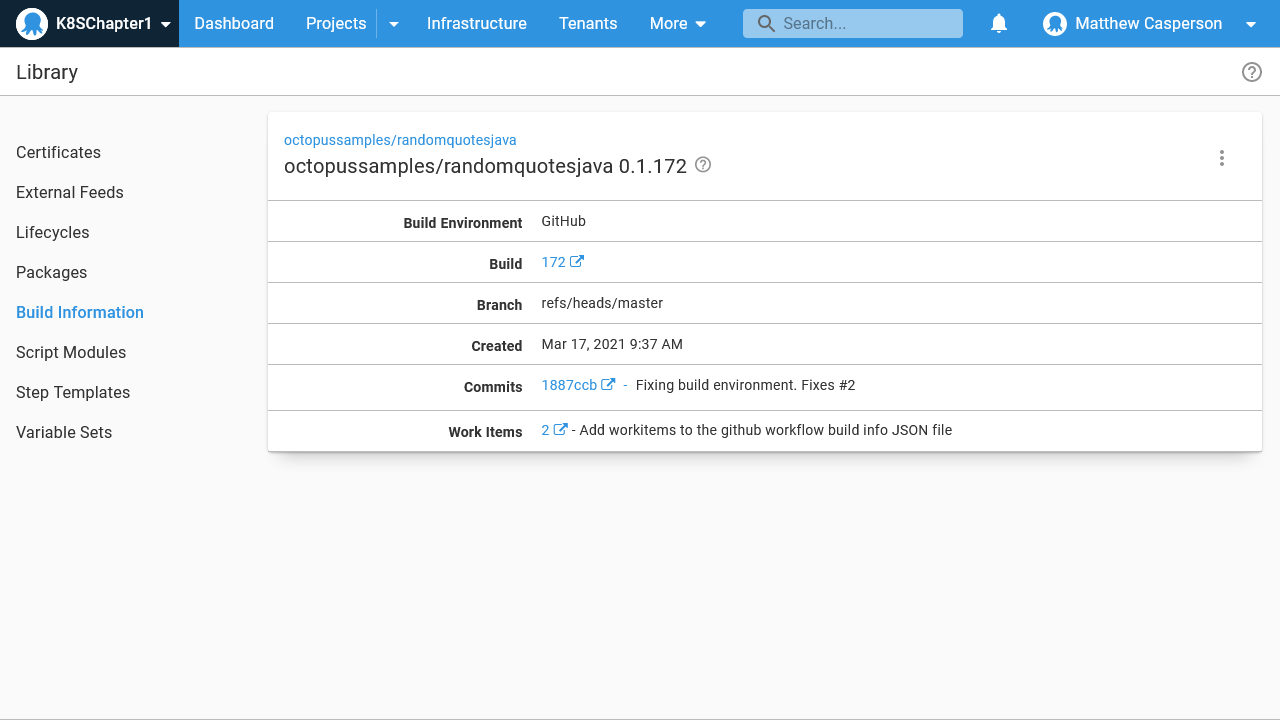 K8SChapter1 Dashboard Projects Infrastructure Tenants More Search... Matthew Casperson
Library
Certificates
External Feeds
Lifecycles
Packages
Build Information
Script Modules
Step Templates
Variable Sets
octopussamples/randomquotesjava
octopussamples/randomquotesjava 0.1.172
Build Environment GitHub
Build 172
Branch refs/heads/master
Created Mar 17, 2021 9:37 AM
Commits 1887ccb - Fixing build environment. Fixes #2
Work Items 2 - Add workitems to the github workflow build info JSON file